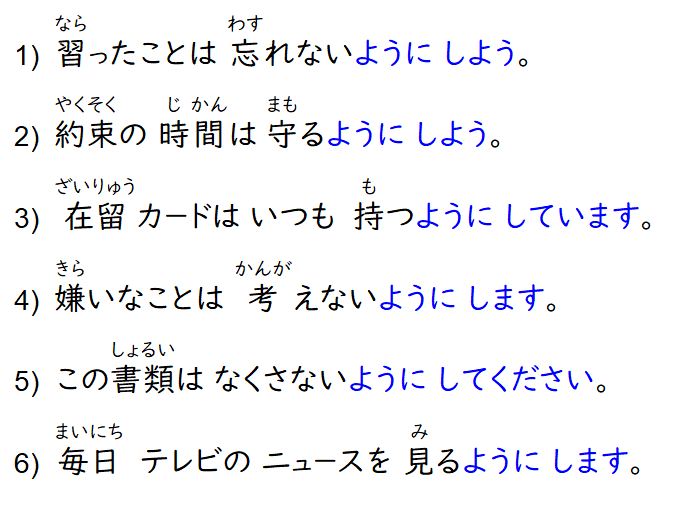 なら わす
1) 習ったことは 忘れないように しよう。
やくそく じ かん まも
2) 約束の 時間は 守るように しよう。
ざいりゅう も
3) 在留 カードは いつも 持つように しています。
きら かんが
4) 嫌いなことは 考 えないように します。
しょるい
5) この書類は なくさないように してください。
まいにち み
6) 毎日 テレビの ニュースを 見るように します。